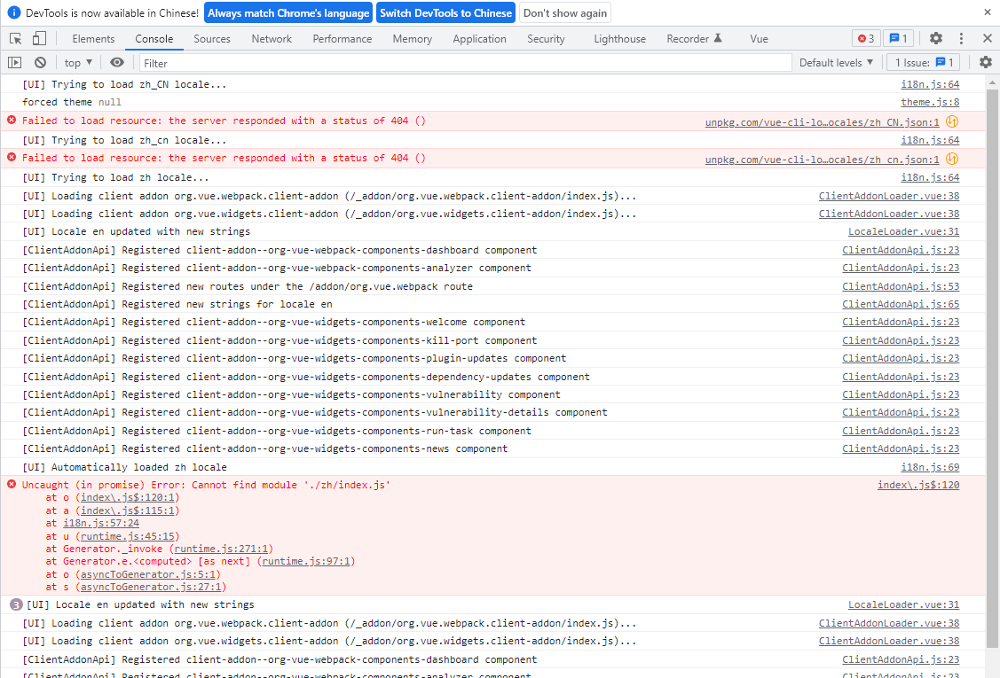 DevTools is now available in Chinese! Always match Chrome's language Switch DevTools to Chinese Don't show again
Elements Console Sources Network Performance Memory Application Security Lighthouse Recorder Vue 3 1
top Filter Default levels 1 Issue: 1
[UI] Trying to load zh_CN locale... i18n.js:64
forced theme null theme.js:8
Failed to load resource: the server responded with a status of 404 () unpkg.com/vue-cli-lo…ocales/zh_CN.json:1
[UI] Trying to load zh_cn locale... i18n.js:64
Failed to load resource: the server responded with a status of 404 () unpkg.com/vue-cli-lo…ocales/zh_cn.json:1
[UI] Trying to load zh locale... i18n.js:64
[UI] Loading client addon org.vue.webpack.client-addon (/_addon/org.vue.webpack.client-addon/index.js)... ClientAddonLoader.vue:38
[UI] Loading client addon org.vue.widgets.client-addon (/_addon/org.vue.widgets.client-addon/index.js)... ClientAddonLoader.vue:38
[UI] Locale en updated with new strings LocaleLoader.vue:31
[ClientAddonApi] Registered client-addon--org-vue-webpack-components-dashboard component ClientAddonApi.js:23
[ClientAddonApi] Registered client-addon--org-vue-webpack-components-analyzer component ClientAddonApi.js:23
[ClientAddonApi] Registered new routes under the /addon/org.vue.webpack route ClientAddonApi.js:53
[ClientAddonApi] Registered new strings for locale en ClientAddonApi.js:65
[ClientAddonApi] Registered client-addon--org-vue-widgets-components-welcome component ClientAddonApi.js:23
[ClientAddonApi] Registered client-addon--org-vue-widgets-components-kill-port component ClientAddonApi.js:23
[ClientAddonApi] Registered client-addon--org-vue-widgets-components-plugin-updates component ClientAddonApi.js:23
[ClientAddonApi] Registered client-addon--org-vue-widgets-components-dependency-updates component ClientAddonApi.js:23
[ClientAddonApi] Registered client-addon--org-vue-widgets-components-vulnerability component ClientAddonApi.js:23
[ClientAddonApi] Registered client-addon--org-vue-widgets-components-vulnerability-details component ClientAddonApi.js:23
[ClientAddonApi] Registered client-addon--org-vue-widgets-components-run-task component ClientAddonApi.js:23
[ClientAddonApi] Registered client-addon--org-vue-widgets-components-news component ClientAddonApi.js:23
[UI] Automatically loaded zh locale i18n.js:69
Uncaught (in promise) Error: Cannot find module './zh/index.js' index\.js$:120
at o (index\.js$:120:1)
at a (index\.js$:115:1)
at i18n.js:57:24
at u (runtime.js:45:15)
at Generator._invoke (runtime.js:271:1)
at Generator.e.<computed> [as next] (runtime.js:97:1)
at o (asyncToGenerator.js:5:1)
at s (asyncToGenerator.js:27:1)
3 [UI] Locale en updated with new strings LocaleLoader.vue:31
[UI] Loading client addon org.vue.webpack.client-addon (/_addon/org.vue.webpack.client-addon/index.js)... ClientAddonLoader.vue:38
[UI] Loading client addon org.vue.widgets.client-addon (/_addon/org.vue.widgets.client-addon/index.js)... ClientAddonLoader.vue:38
[ClientAddonApi] Registered client-addon--org-vue-webpack-components-dashboard component ClientAddonApi.js:23
[ClientAddonApi] Registered client-addon--org-vue-webpack-components-analyzer component ClientAddonApi.js:23